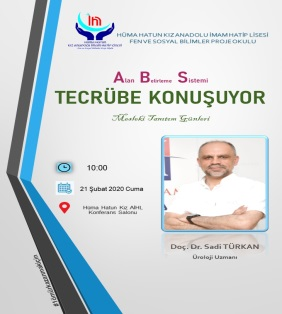 HÜMA HATUN KIZ ANADOLU İMAM HATİP LİSESİ
FEN VE SOSYAL BİLİMLER PROJE OKULU
Alan Belirleme Sistemi
TECRÜBE KONUŞUYOR
Mesleki Tanıtım Günleri
10:00
21 Şubat 2020 Cuma
Hüma Hatun Kız AİHL
Konferans Salonu
Doç. Dr. Sadi TÜRKAN
Üroloji Uzmanı